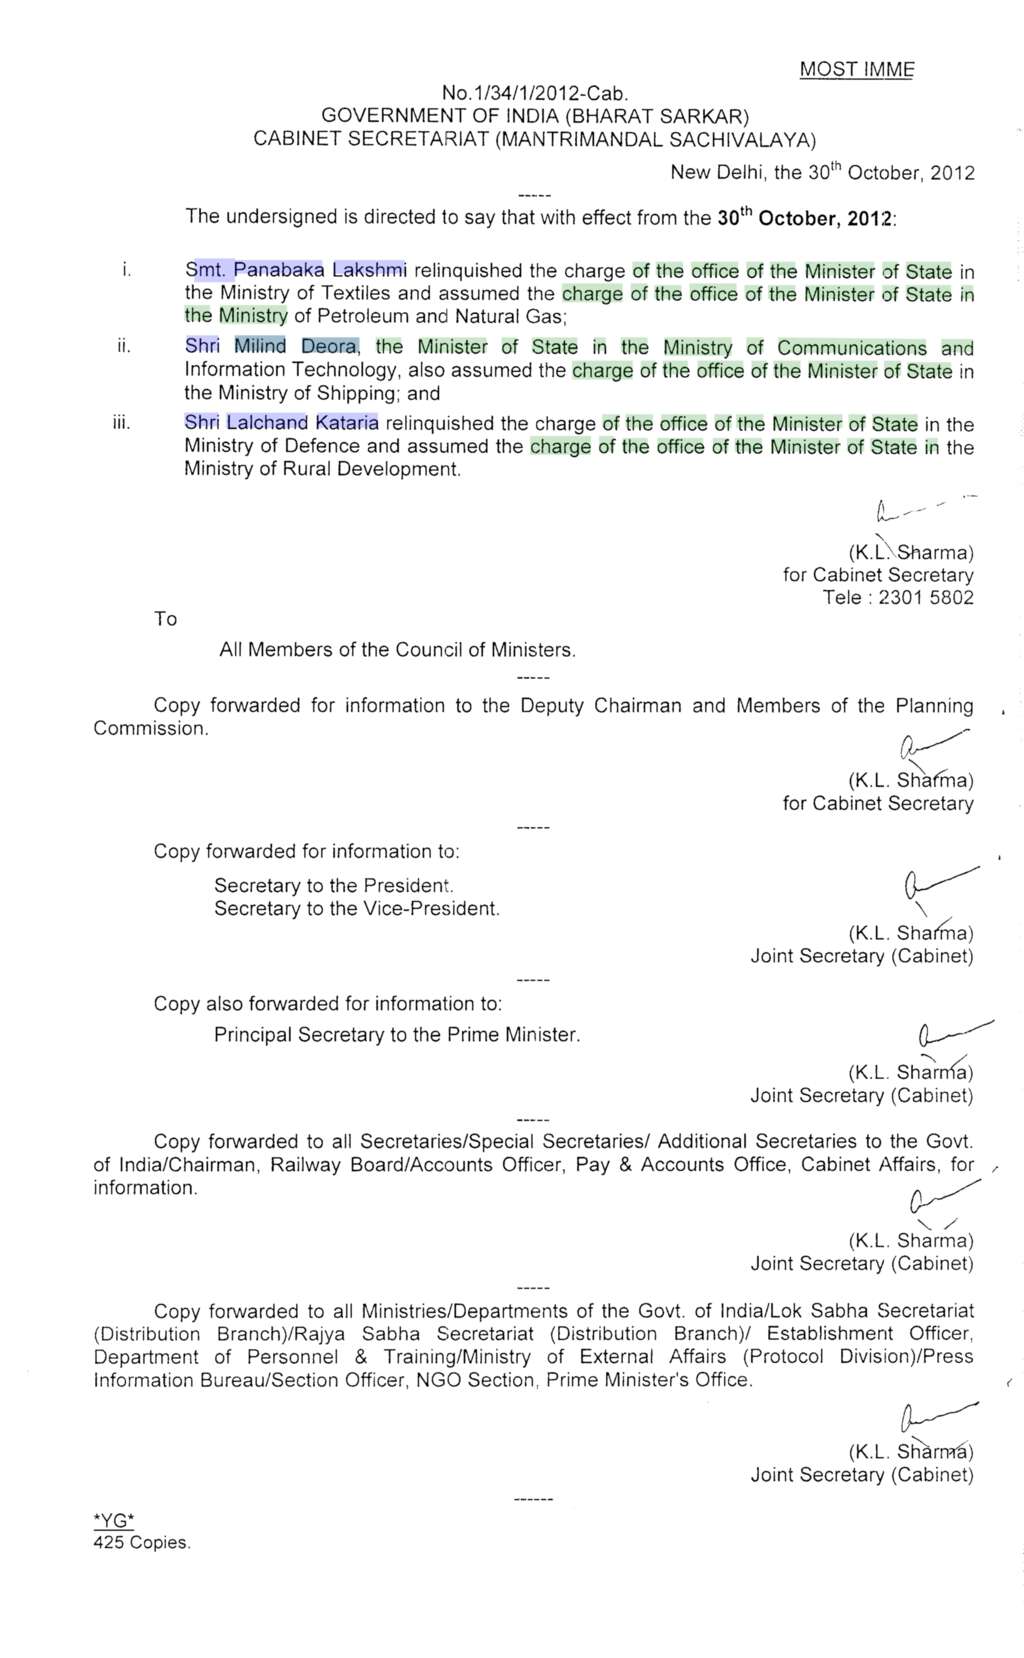 MOST IMME
No.1/34/1/2012-Cab.
GOVERNMENT OF INDIA (BHARAT SARKAR)
CABINET SECRETARIAT (MANTRIMANDAL SACHIVALAYA)
New Delhi, the 30th October, 2012
-----
The undersigned is directed to say that with effect from the 30th October, 2012:
i. Smt. Panabaka Lakshmi relinquished the charge of the office of the Minister of State in
the Ministry of Textiles and assumed the charge of the office of the Minister of State in
the Ministry of Petroleum and Natural Gas;
ii. Shri Milind Deora, the Minister of State in the Ministry of Communications and
Information Technology, also assumed the charge of the office of the Minister of State in
the Ministry of Shipping; and
iii. Shri Lalchand Kataria relinquished the charge of the office of the Minister of State in the
Ministry of Defence and assumed the charge of the office of the Minister of State in the
Ministry of Rural Development.
(K.L. Sharma)
for Cabinet Secretary
Tele : 2301 5802
To
All Members of the Council of Ministers.
-----
Copy forwarded for information to the Deputy Chairman and Members of the Planning
Commission.
(K.L. Sharma)
for Cabinet Secretary
-----
Copy forwarded for information to:
Secretary to the President.
Secretary to the Vice-President.
(K.L. Sharma)
Joint Secretary (Cabinet)
-----
Copy also forwarded for information to:
Principal Secretary to the Prime Minister.
(K.L. Sharma)
Joint Secretary (Cabinet)
-----
Copy forwarded to all Secretaries/Special Secretaries/ Additional Secretaries to the Govt.
of India/Chairman, Railway Board/Accounts Officer, Pay & Accounts Office, Cabinet Affairs, for
information.
(K.L. Sharma)
Joint Secretary (Cabinet)
-----
Copy forwarded to all Ministries/Departments of the Govt. of India/Lok Sabha Secretariat
(Distribution Branch)/Rajya Sabha Secretariat (Distribution Branch)/ Establishment Officer,
Department of Personnel & Training/Ministry of External Affairs (Protocol Division)/Press
Information Bureau/Section Officer, NGO Section, Prime Minister's Office.
(K.L. Sharma)
Joint Secretary (Cabinet)
------
*YG*
425 Copies.